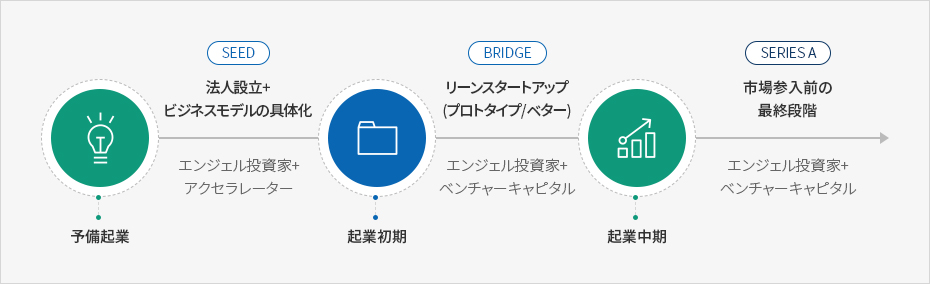 SEED
法人設立+
ビジネスモデルの具体化
エンジェル投資家+
アクセラレーター
BRIDGE
リーンスタートアップ
(プロトタイプ/ベター)
エンジェル投資家+
ベンチャーキャピタル
SERIES A
市場参入前の
最終段階
エンジェル投資家+
ベンチャーキャピタル
予備起業
起業初期
起業中期